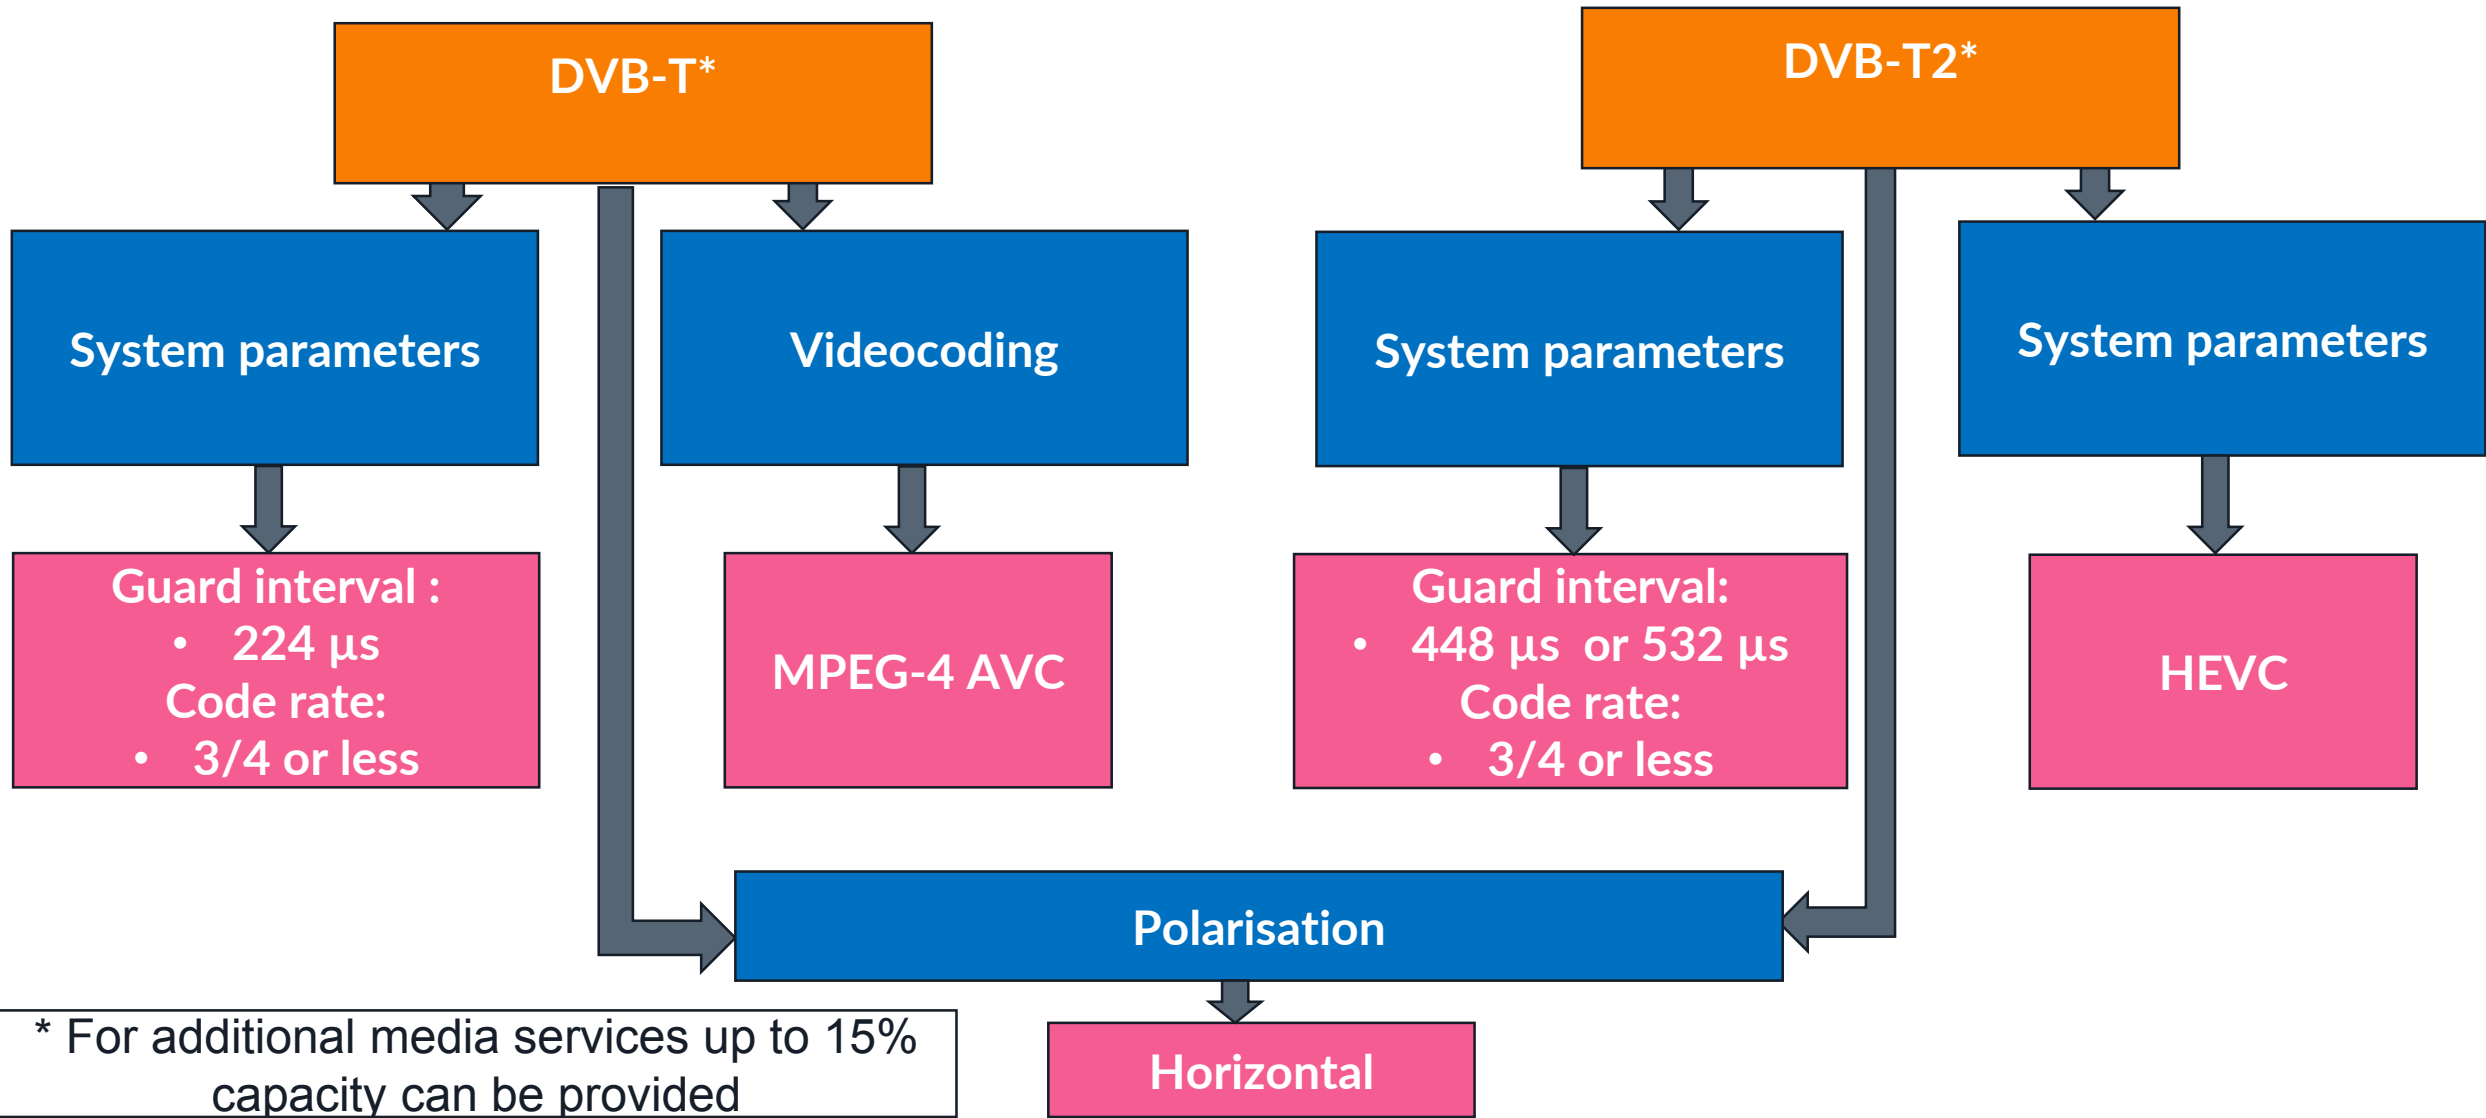 DVB-T*
DVB-T2*
System parameters
Videocoding
System parameters
System parameters
Guard interval :
• 224 µs
Code rate:
• 3/4 or less
MPEG-4 AVC
Guard interval:
• 448 µs or 532 µs
Code rate:
• 3/4 or less
HEVC
Polarisation
Horizontal
* For additional media services up to 15%
capacity can be provided